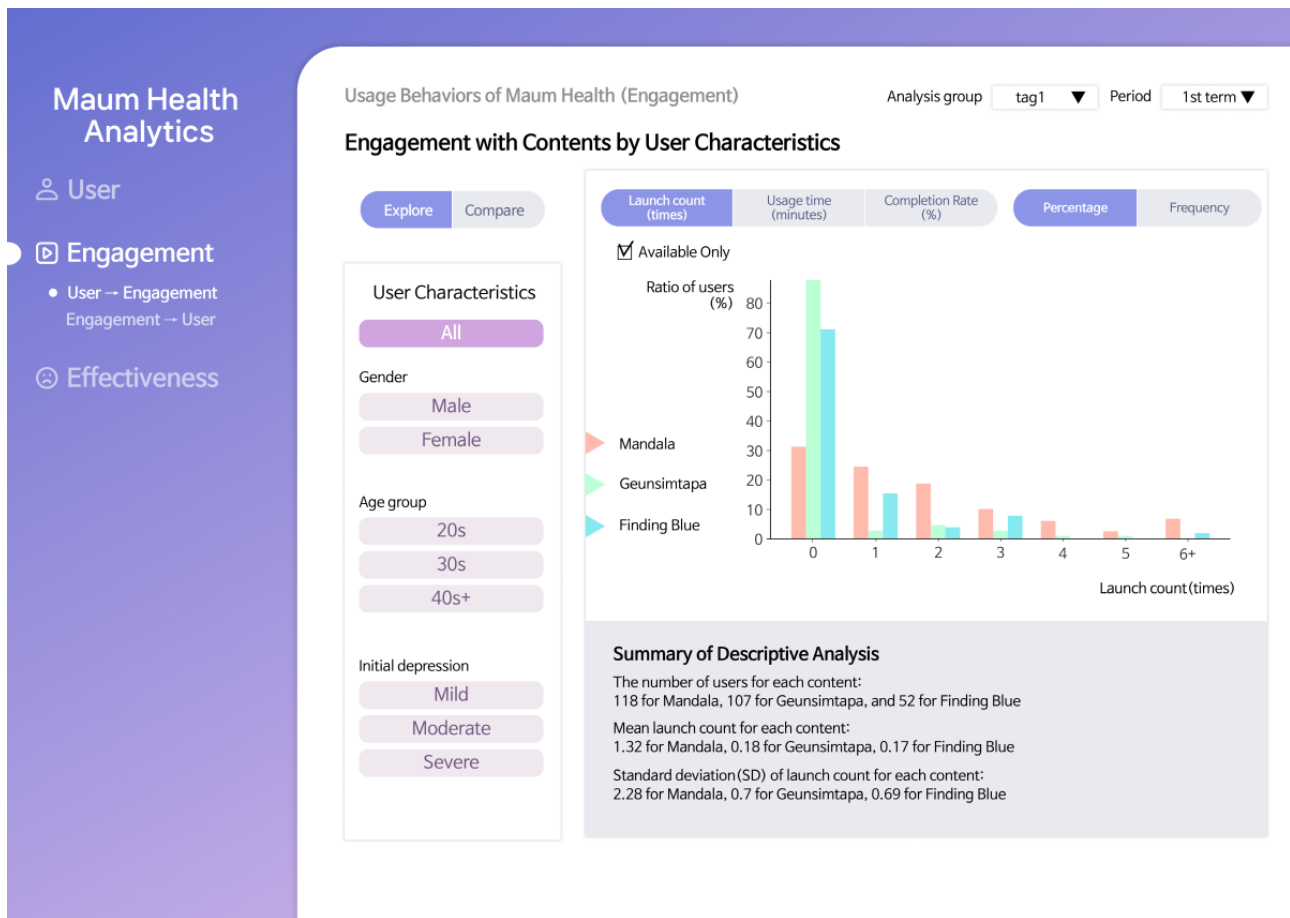 Maum Health
Analytics
User
Engagement
User → Engagement
Engagement → User
Effectiveness
Usage Behaviors of Maum Health (Engagement)
Analysis group
tag1 ▼
Period
1st term ▼
Engagement with Contents by User Characteristics
Explore
Compare
User Characteristics
All
Gender
Male
Female
Age group
20s
30s
40s+
Initial depression
Mild
Moderate
Severe
Launch count
(times)
Usage time
(minutes)
Completion Rate
(%)
Percentage
Frequency
Available Only
Ratio of users
(%)
80
70
60
50
40
30
20
10
0
Mandala
Geunsimtapa
Finding Blue
0 1 2 3 4 5 6+
Launch count(times)
Summary of Descriptive Analysis
The number of users for each content:
118 for Mandala, 107 for Geunsimtapa, and 52 for Finding Blue
Mean launch count for each content:
1.32 for Mandala, 0.18 for Geunsimtapa, 0.17 for Finding Blue
Standard deviation(SD) of launch count for each content:
2.28 for Mandala, 0.7 for Geunsimtapa, 0.69 for Finding Blue